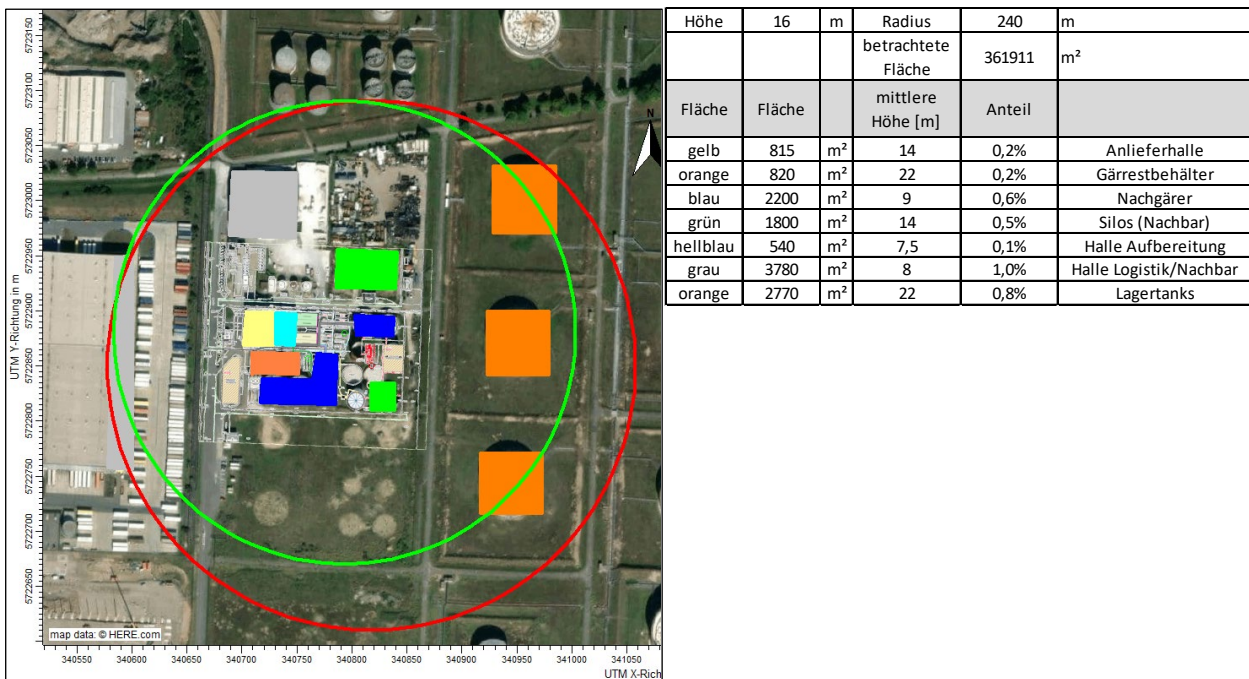 5723150
5723100
5723050
5723000
5722950
5722900
5722850
5722800
5722750
5722700
5722650
UTM Y-Richtung in m
N
map data: © HERE.com
340550 340600 340650 340700 340750 340800 340850 340900 340950 341000 341050
UTM X-Rich
Höhe 16 m Radius 240 m
betrachtete
Fläche 361911 m²
Fläche Fläche mittlere
Höhe [m] Anteil
gelb 815 m² 14 0,2% Anlieferhalle
orange 820 m² 22 0,2% Gärrestbehälter
blau 2200 m² 9 0,6% Nachgärer
grün 1800 m² 14 0,5% Silos (Nachbar)
hellblau 540 m² 7,5 0,1% Halle Aufbereitung
grau 3780 m² 8 1,0% Halle Logistik/Nachbar
orange 2770 m² 22 0,8% Lagertanks